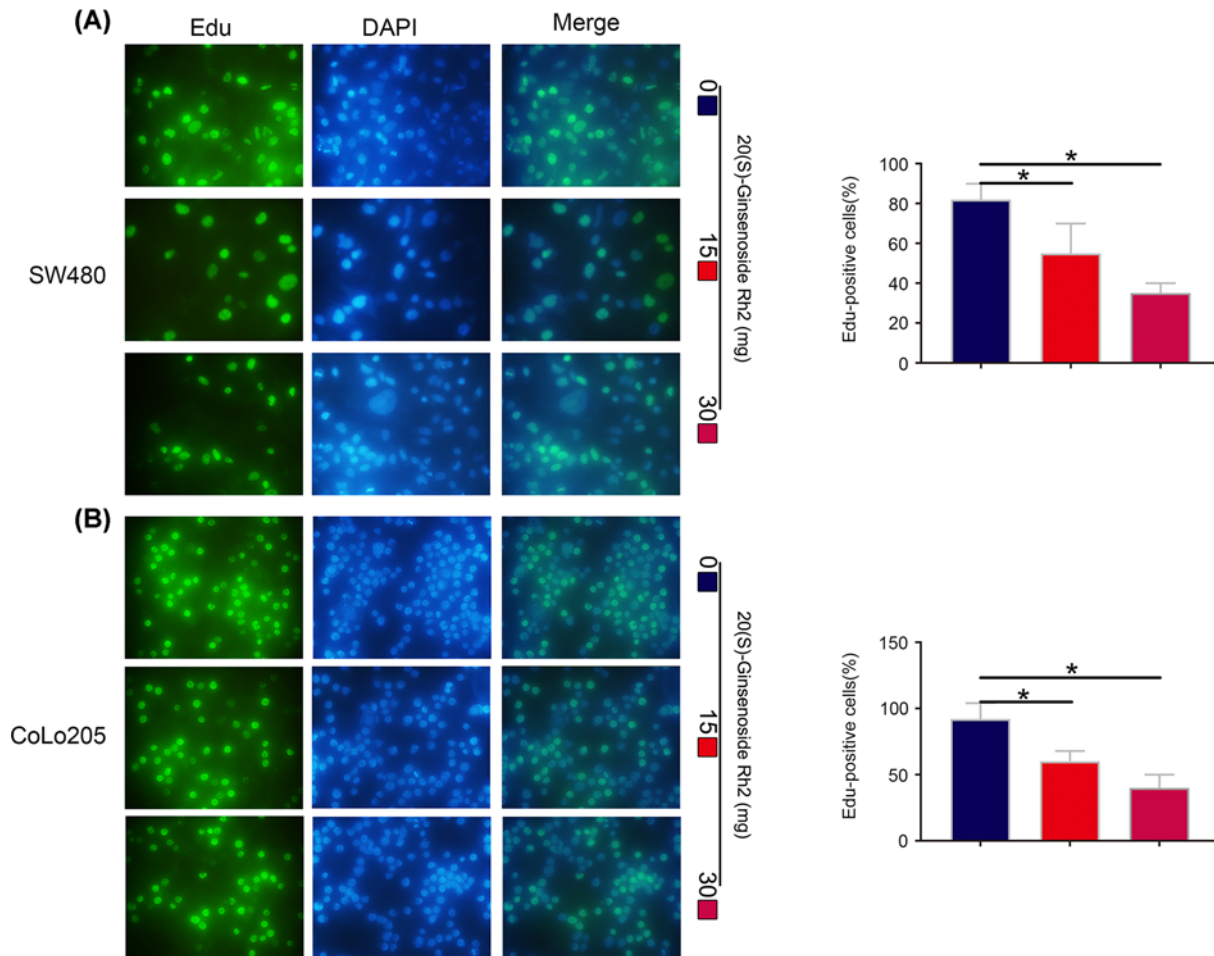 (A)
Edu
DAPI
Merge
SW480
0
15
30
20(S)-Ginsenoside Rh2 (mg)
Edu-positive cells(%)
100
80
60
40
20
0
*
*
(B)
CoLo205
0
15
30
20(S)-Ginsenoside Rh2 (mg)
Edu-positive cells(%)
150
100
50
0
*
*